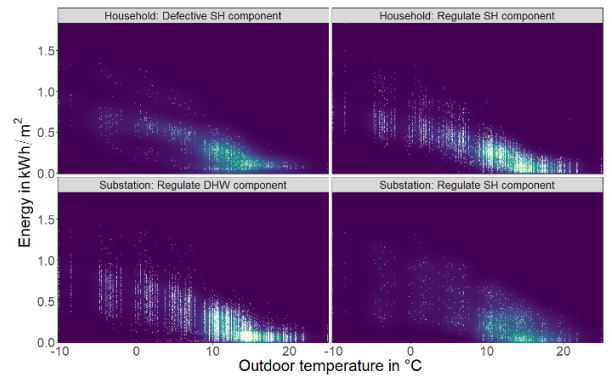 Household: Defective SH component
Household: Regulate SH component
1.5
1.0
0.5
0.0
Substation: Regulate DHW component
Substation: Regulate SH component
1.5
1.0
0.5
0.0
Energy in kWh/m²
-10 0 10 20 -10 0 10 20
Outdoor temperature in °C